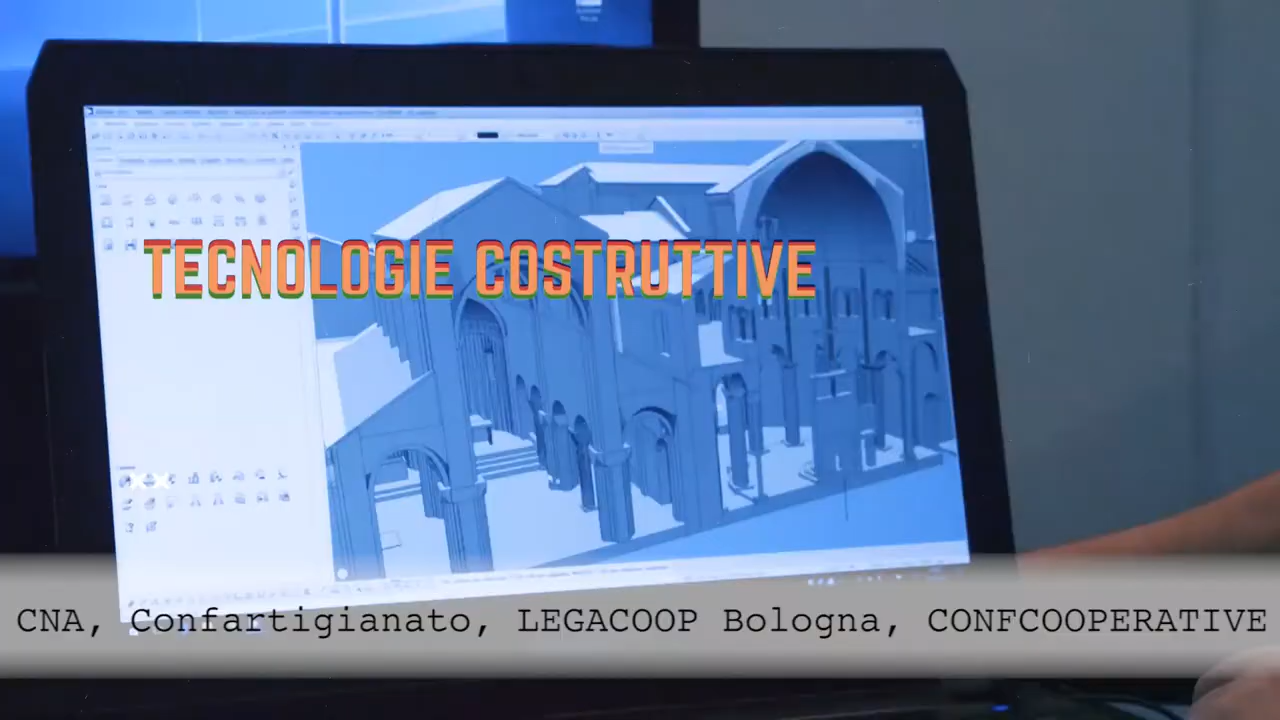 TECNOLOGIE COSTRUTTIVE
CNA, Confartigianato, LEGACOOP Bologna, CONFCOOPERATIVE